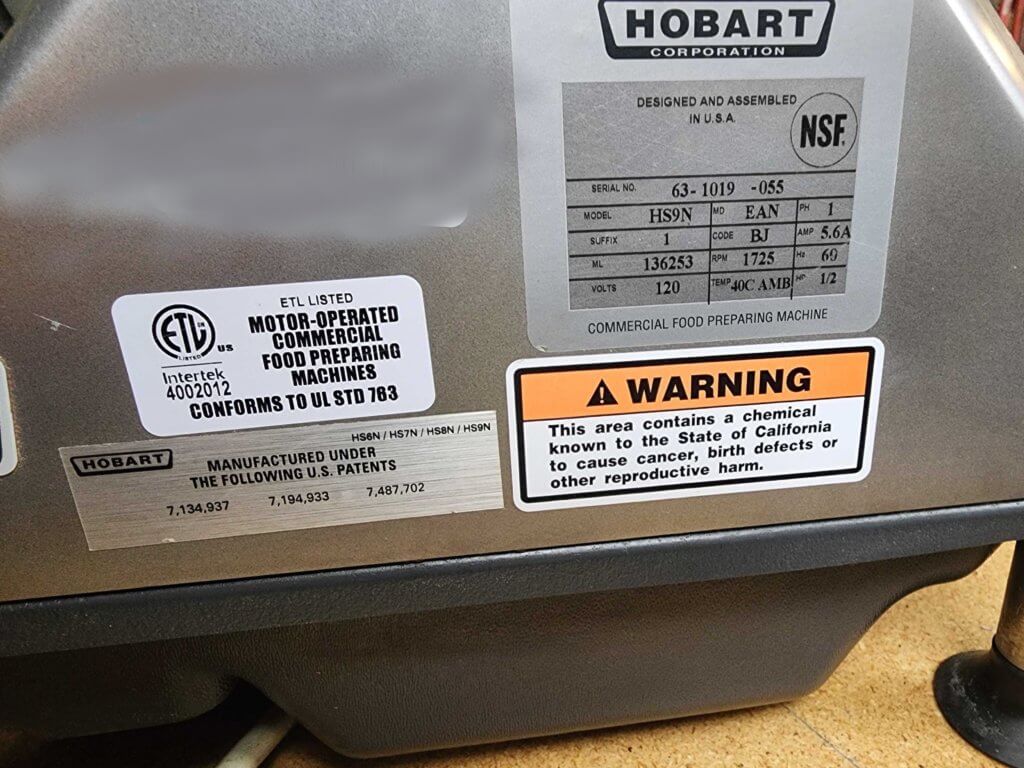 HOBART
CORPORATION
DESIGNED AND ASSEMBLED
IN U.S.A.
NSF.
SERIAL NO. 63-1019 -055
MODEL HS9N MD EAN PH 1
SUFFIX 1 CODE BJ AMP 5.6A
ML 136253 RPM 1725 Hz 60
VOLTS 120 TEMP 40C AMB HP 1/2
COMMERCIAL FOOD PREPARING MACHINE
ETL LISTED
MOTOR-OPERATED
COMMERCIAL
FOOD PREPARING
MACHINES
CONFORMS TO UL STD 763
ETL CM
LISTED
US
Intertek
4002012
HS6N / HS7N / HS8N / HS9N
HOBART
MANUFACTURED UNDER
THE FOLLOWING U.S. PATENTS
7,134,937 7,194,933 7,487,702
WARNING
This area contains a chemical
known to the State of California
to cause cancer, birth defects or
other reproductive harm.